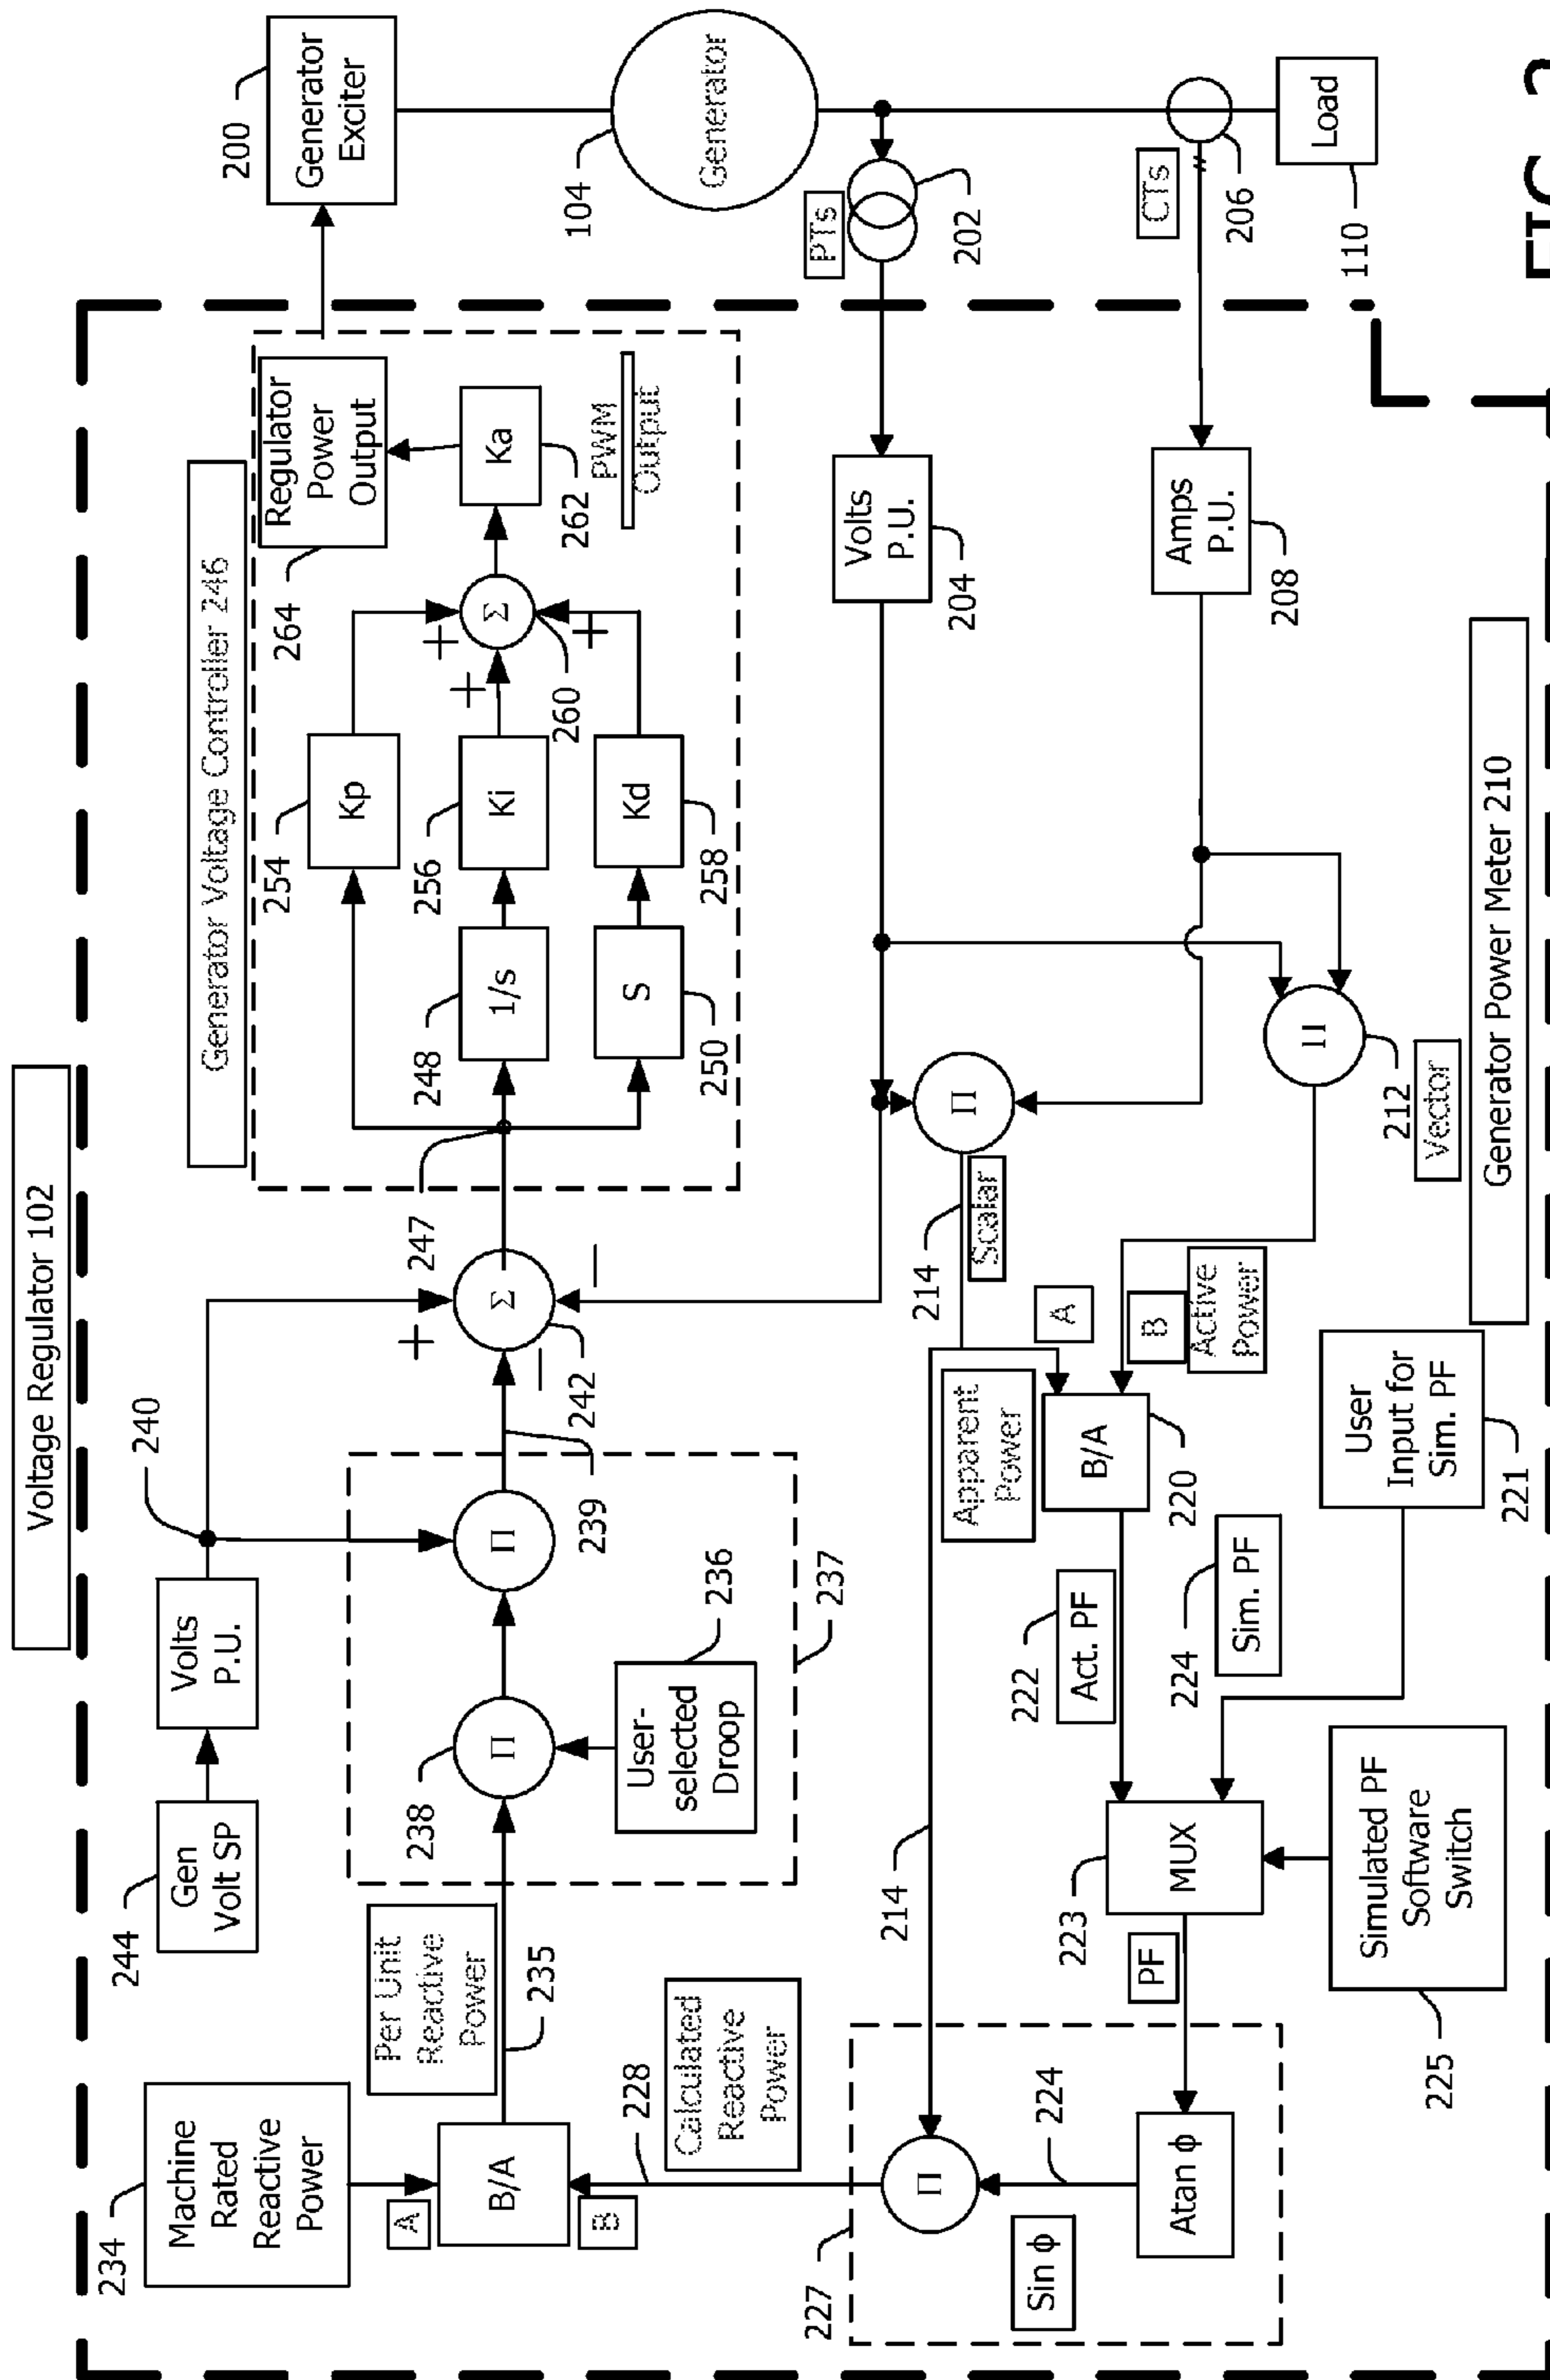 Voltage Regulator 102
234
Machine
Rated
Reactive
Power
244
Gen
Volt SP
Volts
P.U.
240
Generator Voltage Controller 246
264
Regulator
Power
Output
200
Generator
Exciter
A
B/A
B
Per Unit
Reactive
Power
235
238
Π
Π
User-
selected
Droop
236
239
237
+
Σ
−
−
242
247
254
Kp
248
1/s
256
Ki
S
250
Kd
258
+
+
+
Σ
260
Ka
262
PWM
Output
104
Generator
228
Calculated
Reactive
Power
227
Π
Sin ϕ
224
Atan ϕ
214
214
Scalar
Π
Volts
P.U.
204
PTs
202
Apparent
Power
A
B
Active
Power
B/A
220
222
Act. PF
224
Sim. PF
PF
223
MUX
Simulated PF
Software
Switch
225
User
Input for
Sim. PF
221
Π
212
Vector
Amps
P.U.
208
CTs
206
Load
110
Generator Power Meter 210